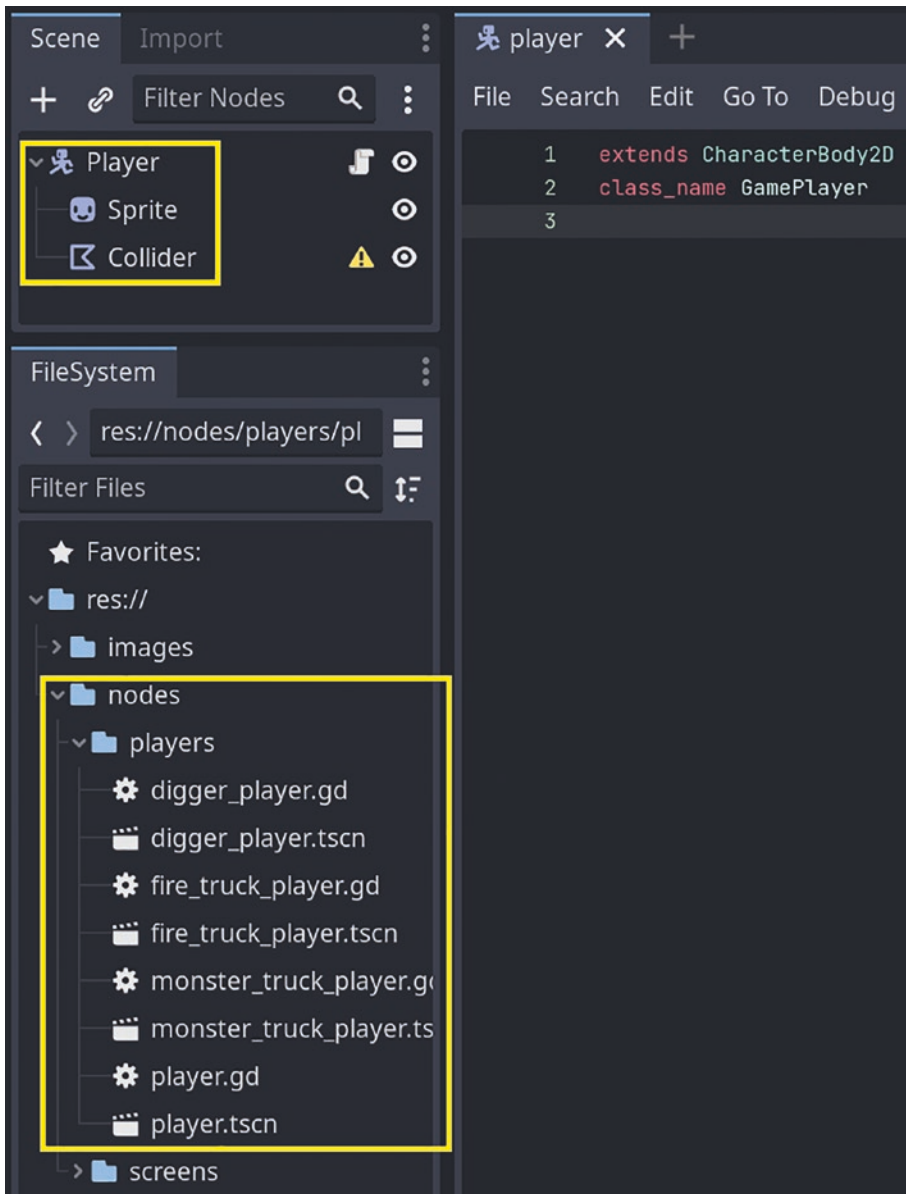 Scene Import
Filter Nodes
Player
Sprite
Collider
FileSystem
res://nodes/players/pl
Filter Files
Favorites:
res://
images
nodes
players
digger_player.gd
digger_player.tscn
fire_truck_player.gd
fire_truck_player.tscn
monster_truck_player.g
monster_truck_player.ts
player.gd
player.tscn
screens
player
File Search Edit Go To Debug
1 extends CharacterBody2D
2 class_name GamePlayer
3